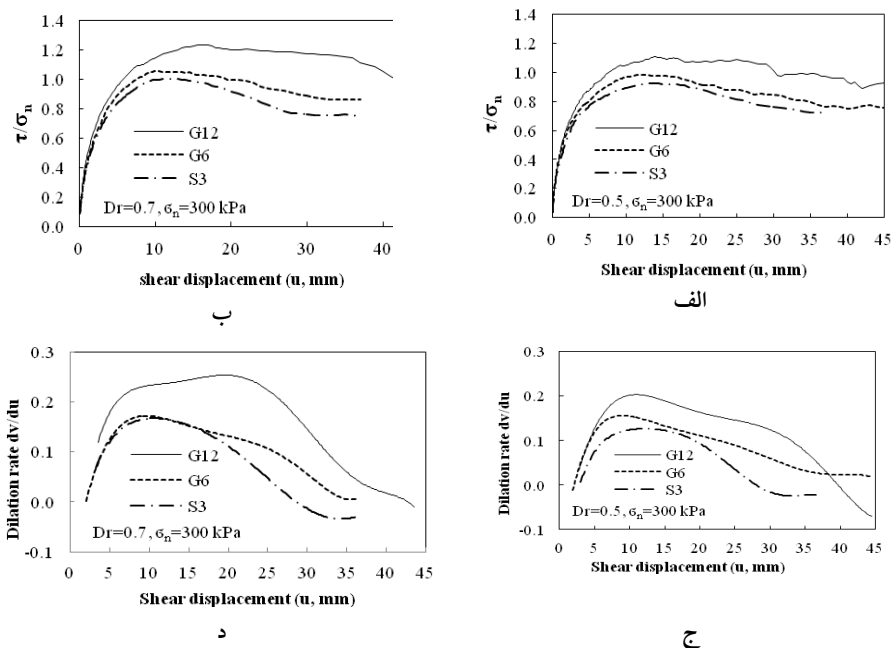 1.4
1.2
1.0
0.8
0.6
0.4
0.2
0.0
τ/σn
G12
G6
S3
Dr=0.7, σn=300 kPa
0 10 20 30 40
shear displacement (u, mm)
ب
1.4
1.2
1.0
0.8
0.6
0.4
0.2
0.0
τ/σn
G12
G6
S3
Dr=0.5, σn=300 kPa
0 5 10 15 20 25 30 35 40 45
Shear displacement (u, mm)
الف
0.3
0.2
0.1
0.0
-0.1
Dilation rate dv/du
G12
G6
S3
Dr=0.7, σn=300 kPa
0 5 10 15 20 25 30 35 40 45
Shear displacement (u, mm)
د
0.3
0.2
0.1
0.0
-0.1
Dilation rate dv/du
G12
G6
S3
Dr=0.5, σn=300 kPa
0 5 10 15 20 25 30 35 40 45
Shear displacement (u, mm)
ج